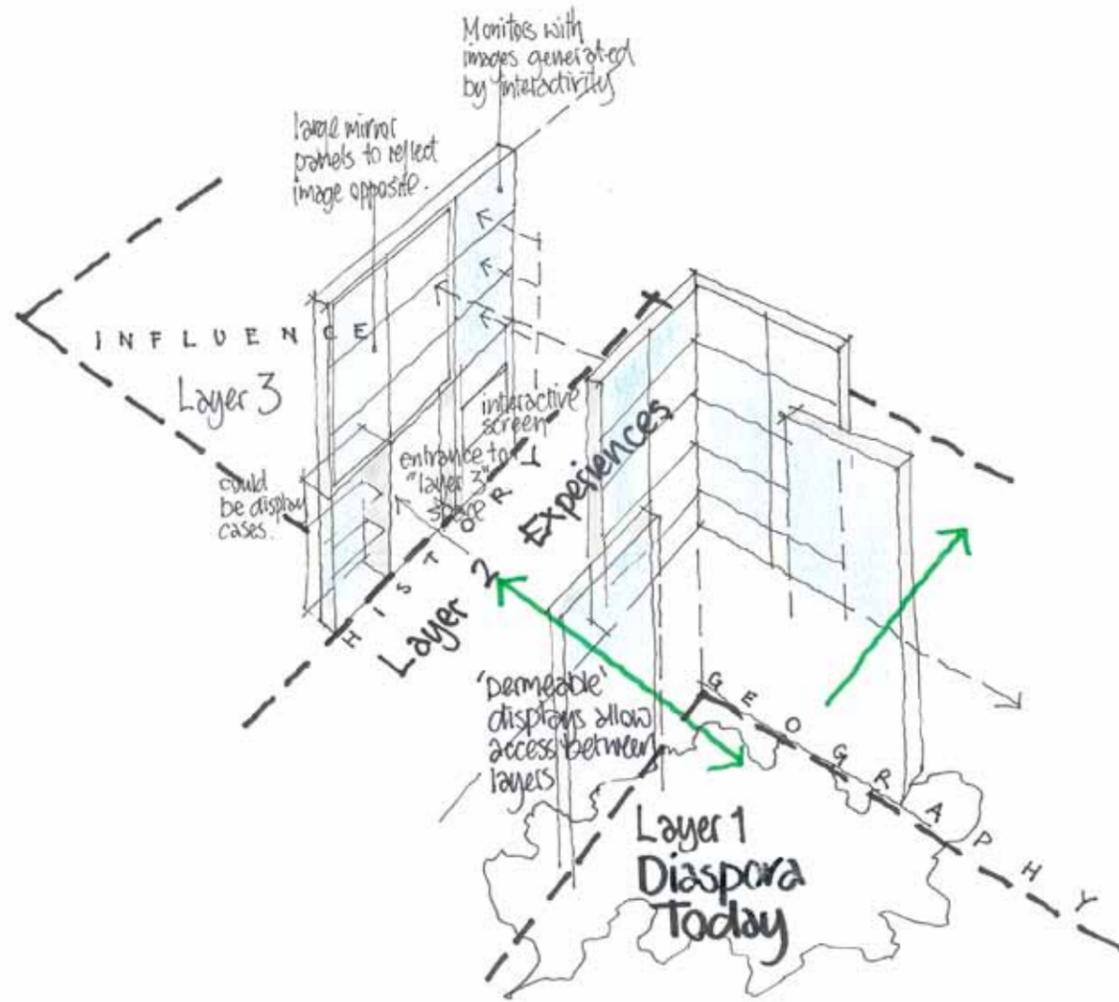 Monitors with
images generated
by interactivity
large mirror
panels to reflect
image opposite.
INFLUENCE
Layer 3
interactive
screen
entrance to
"layer 3"
space
could
be display
cases.
HISTORY
Layer 2
Experiences
'permeable'
displays allow
access between
layers
GEOGRAPHY
Layer 1
Diaspora
Today